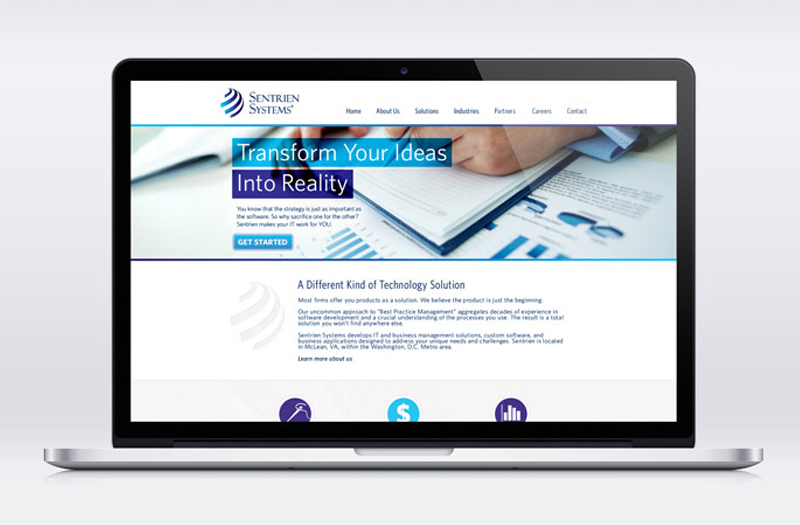 SENTRIEN
SYSTEMS®
Home About Us Solutions Industries Partners Careers Contact
Transform Your Ideas
Into Reality
You know that the strategy is just as important as
the software. So why sacrifice one for the other?
Sentrien makes your IT work for YOU.
GET STARTED
A Different Kind of Technology Solution
Most firms offer you products as a solution. We believe the product is just the beginning.
Our uncommon approach to "Best Practice Management" aggregates decades of experience in
software development and a crucial understanding of the processes you use. The result is a total
solution you won't find anywhere else.
Sentrien Systems develops IT and business management solutions, custom software, and
business applications designed to address your unique needs and challenges. Sentrien is located
in McLean, VA, within the Washington, D.C. Metro area.
Learn more about us
$